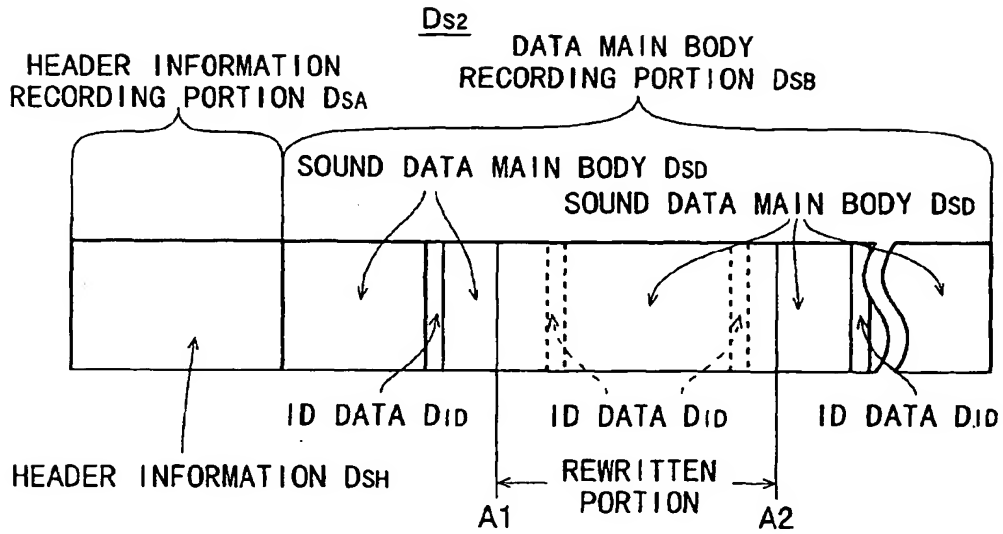 DS2
HEADER INFORMATION
RECORDING PORTION DSA
DATA MAIN BODY
RECORDING PORTION DSB
SOUND DATA MAIN BODY DSD
SOUND DATA MAIN BODY DSD
ID DATA DID
ID DATA DID
ID DATA DID
HEADER INFORMATION DSH
REWRITTEN
PORTION
A1
A2